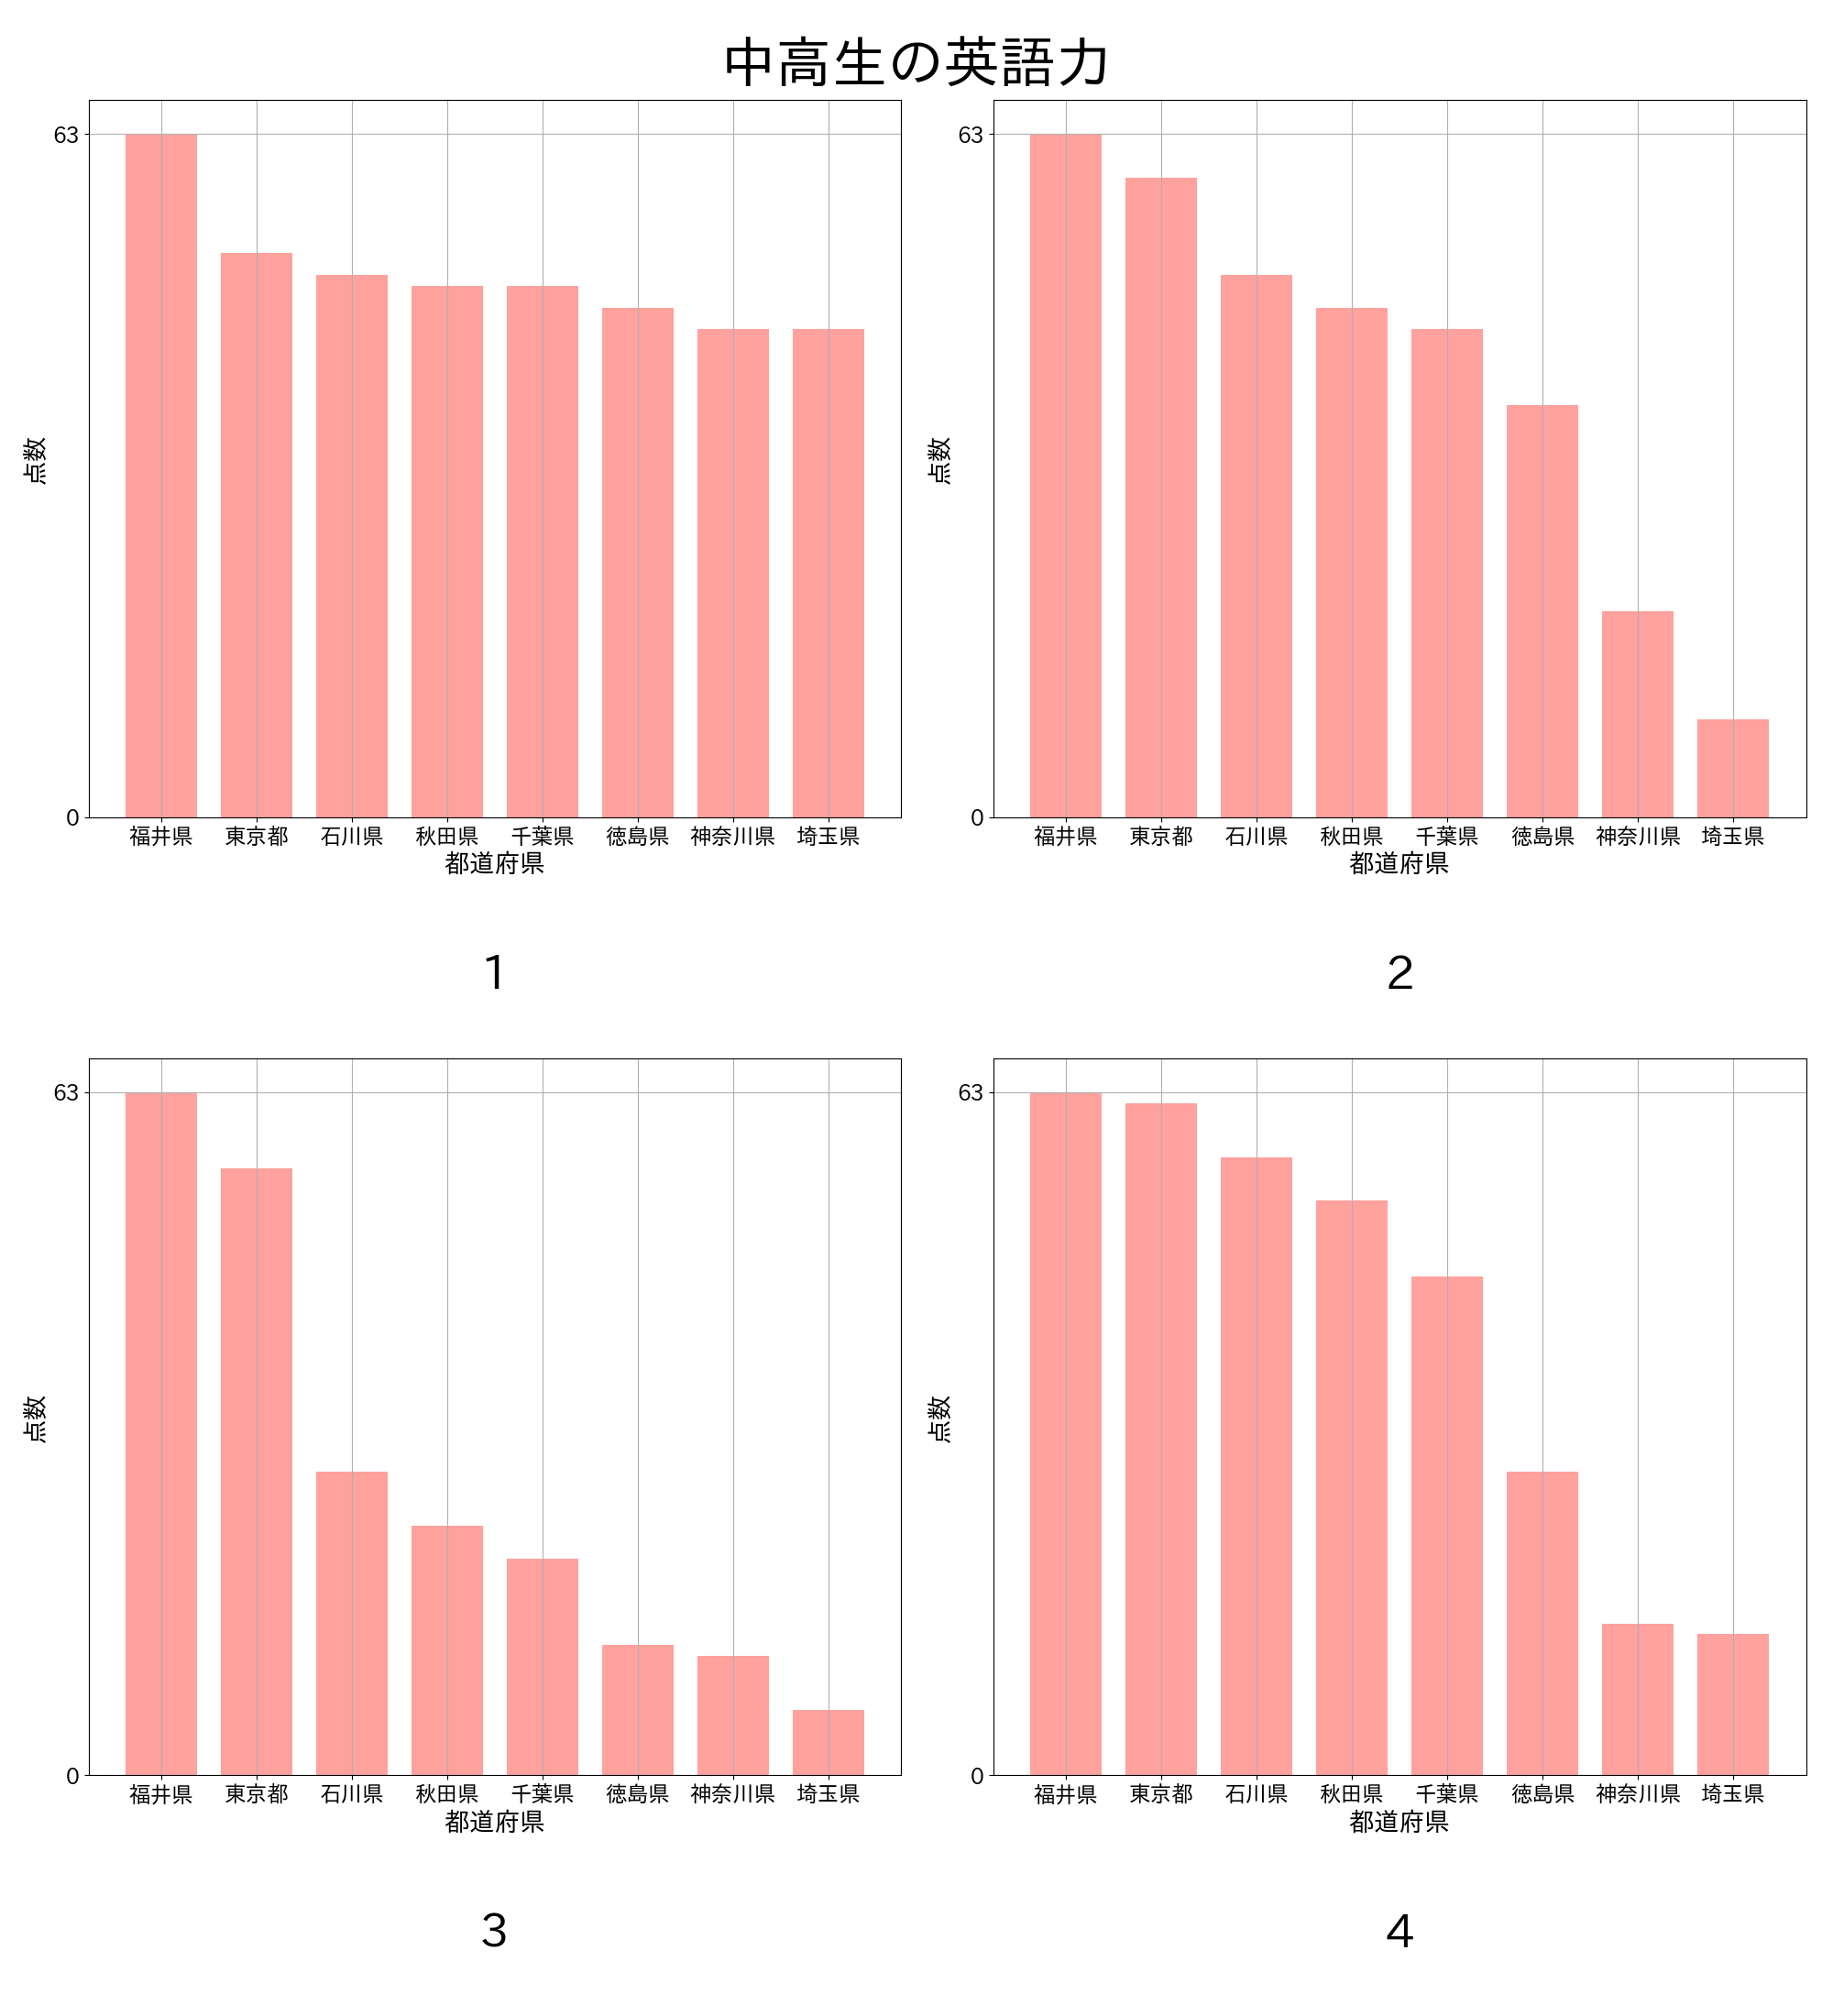 中高生の英語力
63
0
点数
福井県 東京都 石川県 秋田県 千葉県 徳島県 神奈川県 埼玉県
都道府県
1
63
0
点数
福井県 東京都 石川県 秋田県 千葉県 徳島県 神奈川県 埼玉県
都道府県
2
63
0
点数
福井県 東京都 石川県 秋田県 千葉県 徳島県 神奈川県 埼玉県
都道府県
3
63
0
点数
福井県 東京都 石川県 秋田県 千葉県 徳島県 神奈川県 埼玉県
都道府県
4